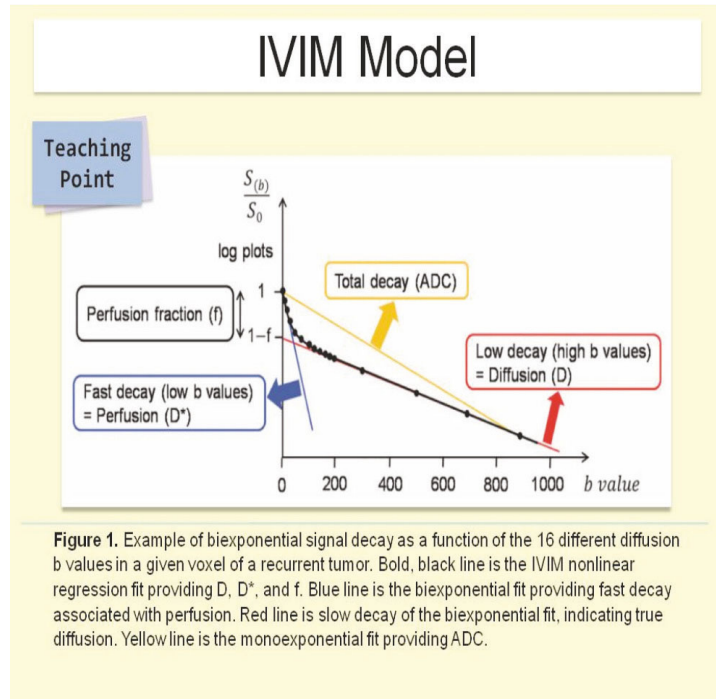 IVIM Model
Teaching
Point
S(b)
S0
log plots
1
1–f
Perfusion fraction (f)
Total decay (ADC)
Low decay (high b values)
= Diffusion (D)
Fast decay (low b values)
= Perfusion (D*)
0 200 400 600 800 1000 b value
Figure 1. Example of biexponential signal decay as a function of the 16 different diffusion
b values in a given voxel of a recurrent tumor. Bold, black line is the IVIM nonlinear
regression fit providing D, D*, and f. Blue line is the biexponential fit providing fast decay
associated with perfusion. Red line is slow decay of the biexponential fit, indicating true
diffusion. Yellow line is the monoexponential fit providing ADC.